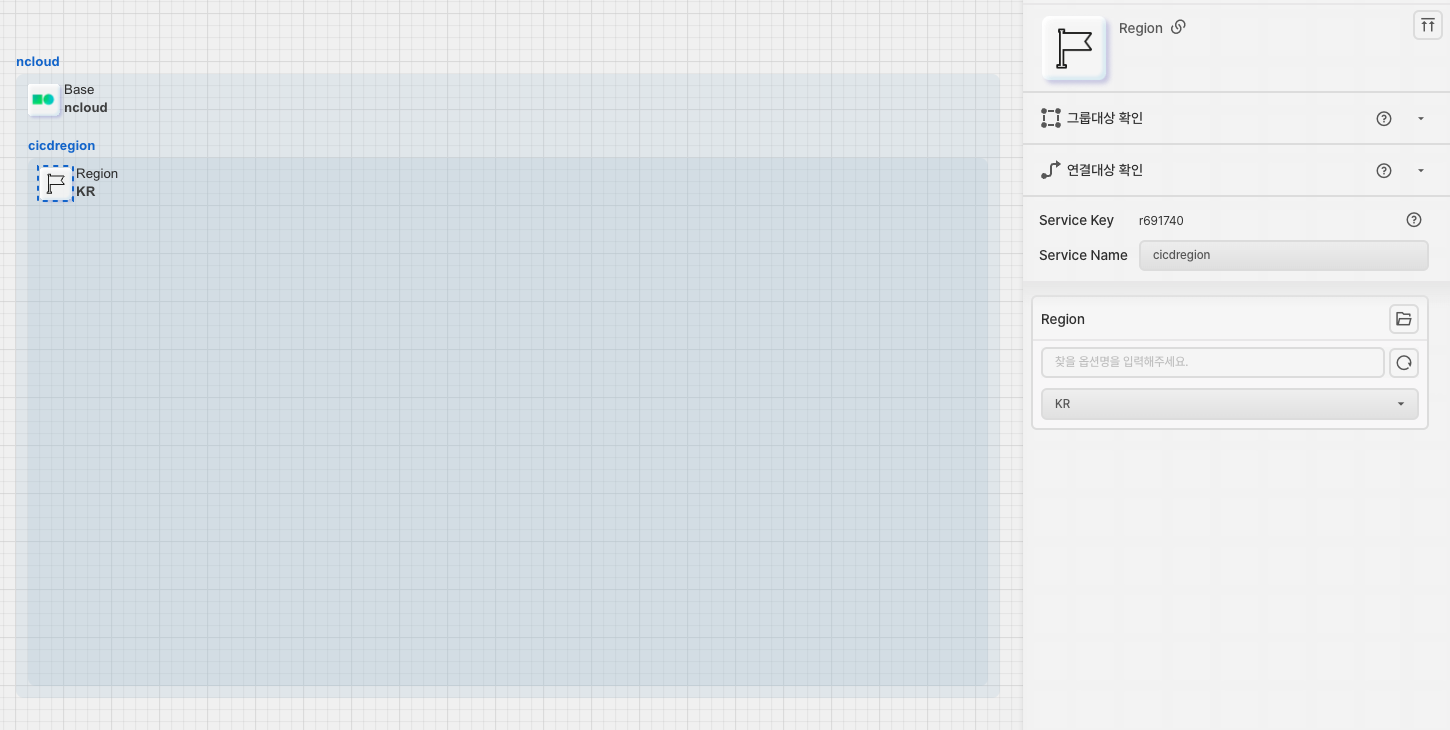 ncloud
Base
ncloud
cicdregion
Region
KR
Region
그룹대상 확인
연결대상 확인
Service Key r691740
Service Name cicdregion
Region
찾을 옵션명을 입력해주세요.
KR